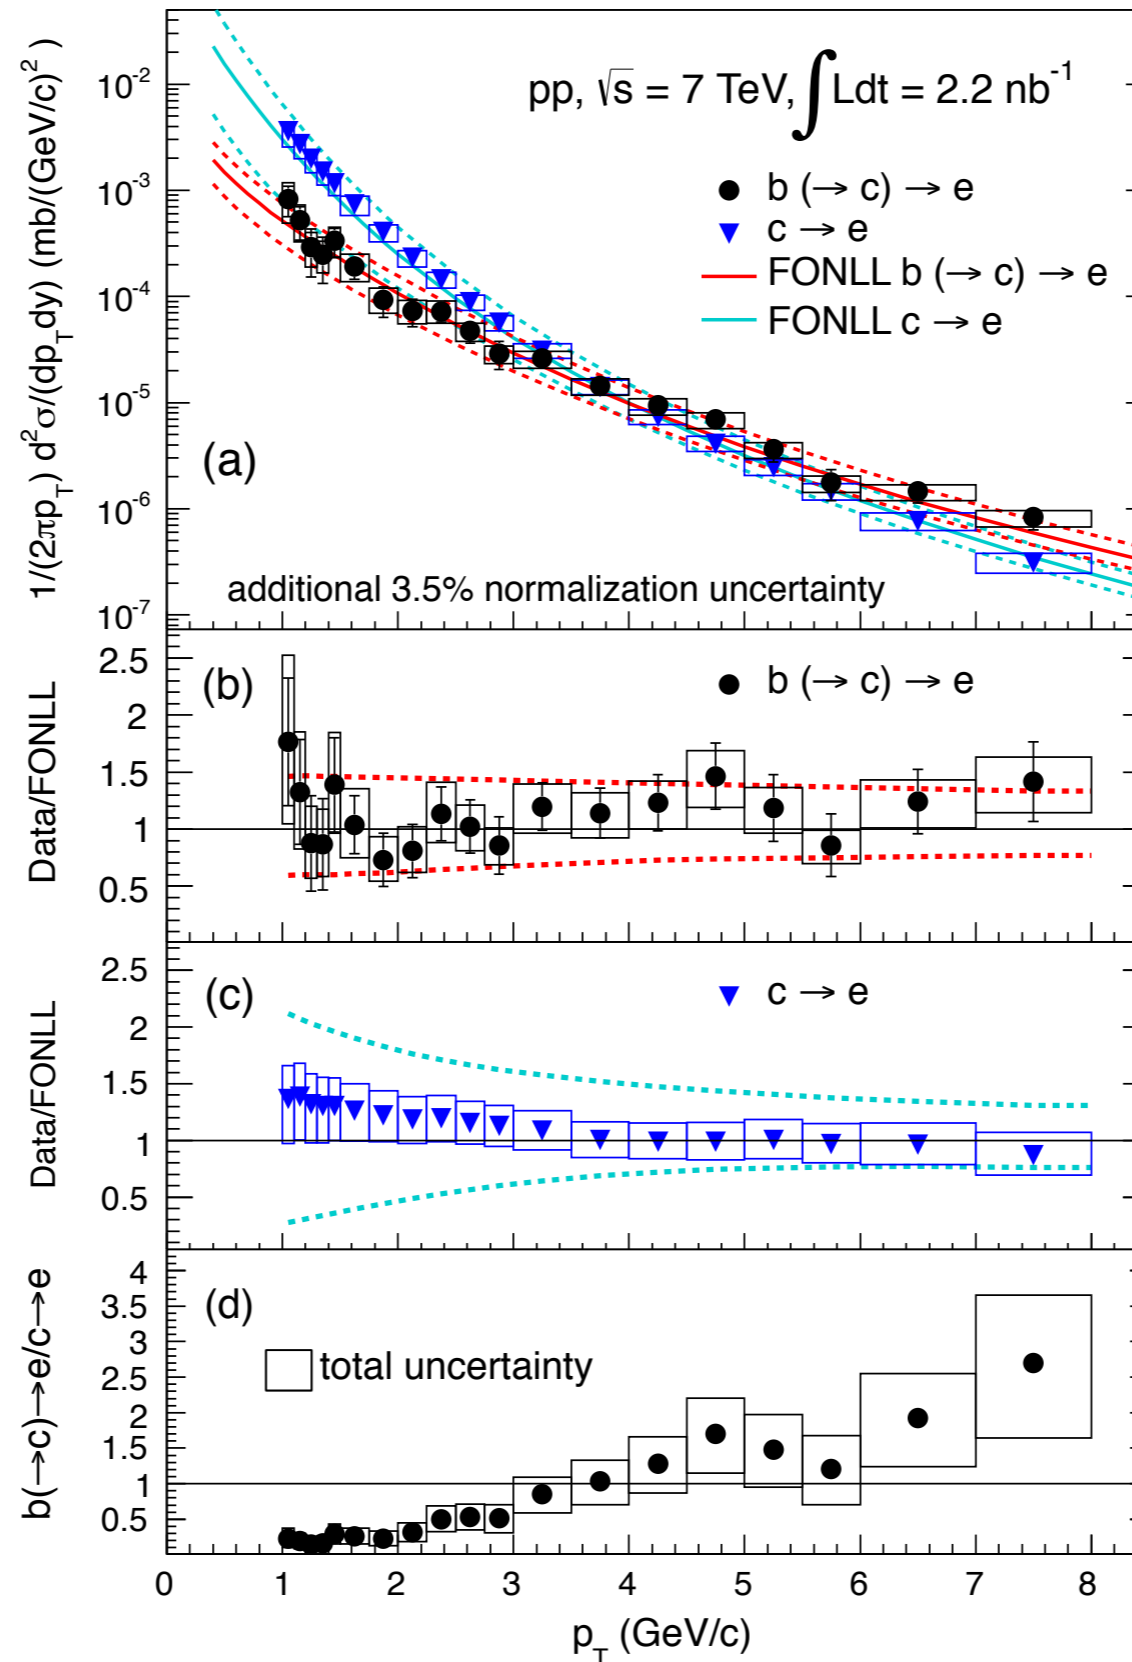 1/(2πp_T) d²σ/(dp_T dy) (mb/(GeV/c)²)
10⁻²
10⁻³
10⁻⁴
10⁻⁵
10⁻⁶
10⁻⁷
pp, √s = 7 TeV, ∫Ldt = 2.2 nb⁻¹
b (→ c) → e
c → e
FONLL b (→ c) → e
FONLL c → e
(a)
additional 3.5% normalization uncertainty
Data/FONLL
2.5
2
1.5
1
0.5
(b)
b (→ c) → e
Data/FONLL
2.5
2
1.5
1
0.5
(c)
c → e
b(→c)→e/c→e
4
3.5
3
2.5
2
1.5
1
0.5
(d)
total uncertainty
0 1 2 3 4 5 6 7 8
p_T (GeV/c)